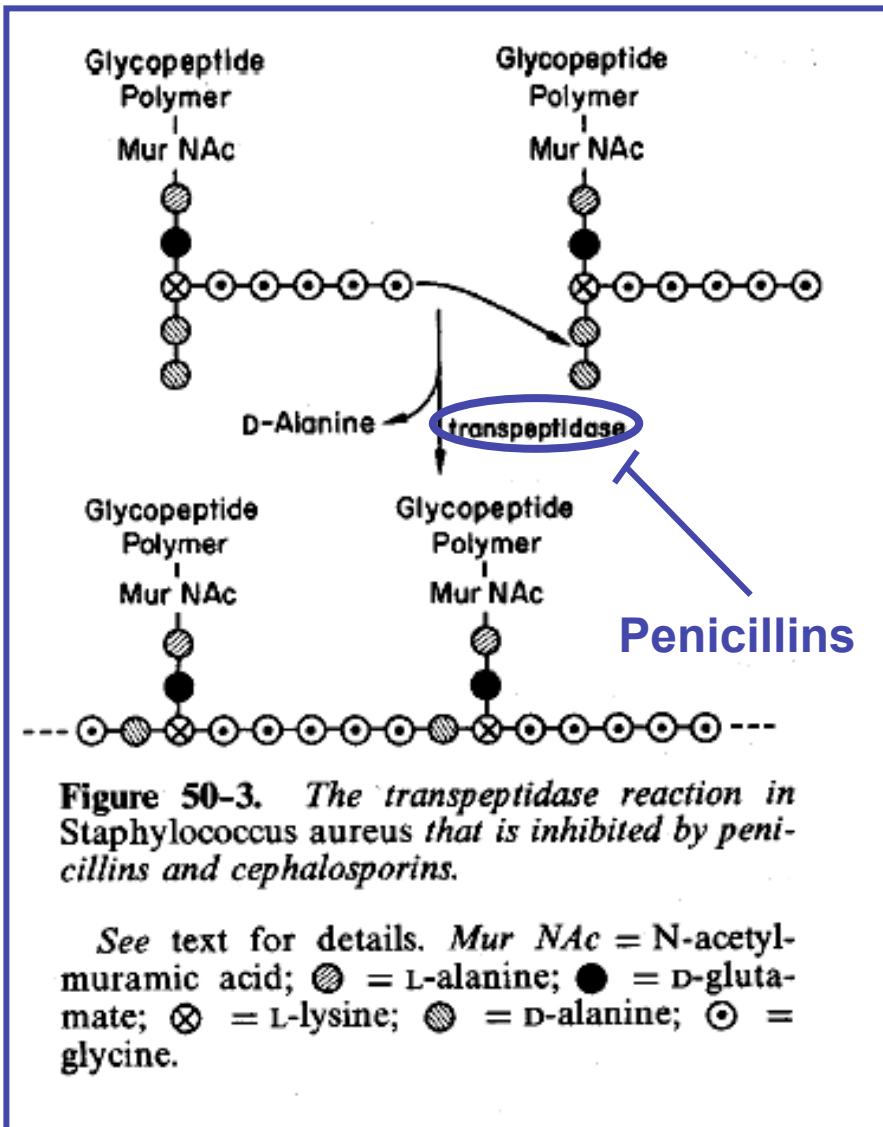 Glycopeptide Polymer
Mur NAc
Glycopeptide Polymer
Mur NAc
D-Alanine
transpeptidase
Penicillins
Glycopeptide Polymer
Mur NAc
Glycopeptide Polymer
Mur NAc
Figure 50–3. The transpeptidase reaction in
Staphylococcus aureus that is inhibited by peni-
cillins and cephalosporins.
See text for details. Mur NAc = N-acetyl-
muramic acid; = L-alanine; = D-gluta-
mate; ⊗ = L-lysine; = D-alanine; ⊙ =
glycine.